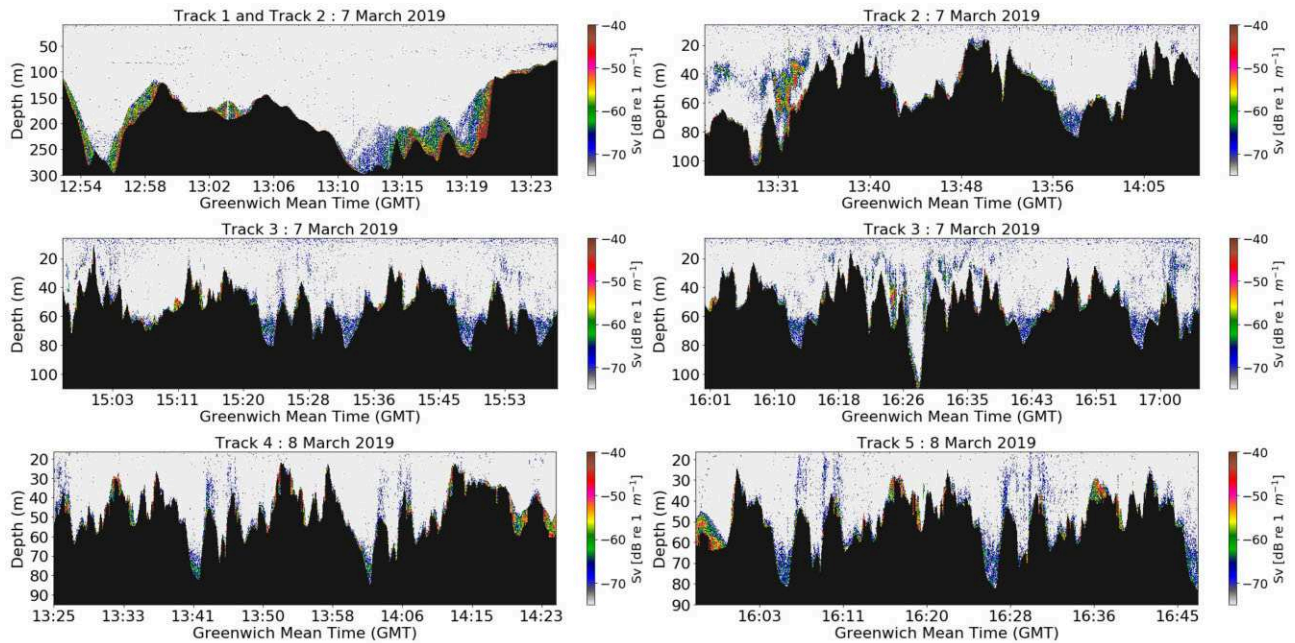 Track 1 and Track 2 : 7 March 2019
50
100
150
200
250
300
Depth (m)
12:54 12:58 13:02 13:06 13:10 13:15 13:19 13:23
Greenwich Mean Time (GMT)
−40
−50
−60
−70
Sv [dB re 1 m⁻¹]
Track 2 : 7 March 2019
20
40
60
80
100
Depth (m)
13:31 13:40 13:48 13:56 14:05
Greenwich Mean Time (GMT)
−40
−50
−60
−70
Sv [dB re 1 m⁻¹]
Track 3 : 7 March 2019
20
40
60
80
100
Depth (m)
15:03 15:11 15:20 15:28 15:36 15:45 15:53
Greenwich Mean Time (GMT)
−40
−50
−60
−70
Sv [dB re 1 m⁻¹]
Track 3 : 7 March 2019
20
40
60
80
100
Depth (m)
16:01 16:10 16:18 16:26 16:35 16:43 16:51 17:00
Greenwich Mean Time (GMT)
−40
−50
−60
−70
Sv [dB re 1 m⁻¹]
Track 4 : 8 March 2019
20
30
40
50
60
70
80
90
Depth (m)
13:25 13:33 13:41 13:50 13:58 14:06 14:15 14:23
Greenwich Mean Time (GMT)
−40
−50
−60
−70
Sv [dB re 1 m⁻¹]
Track 5 : 8 March 2019
20
30
40
50
60
70
80
90
Depth (m)
16:03 16:11 16:20 16:28 16:36 16:45
Greenwich Mean Time (GMT)
−40
−50
−60
−70
Sv [dB re 1 m⁻¹]